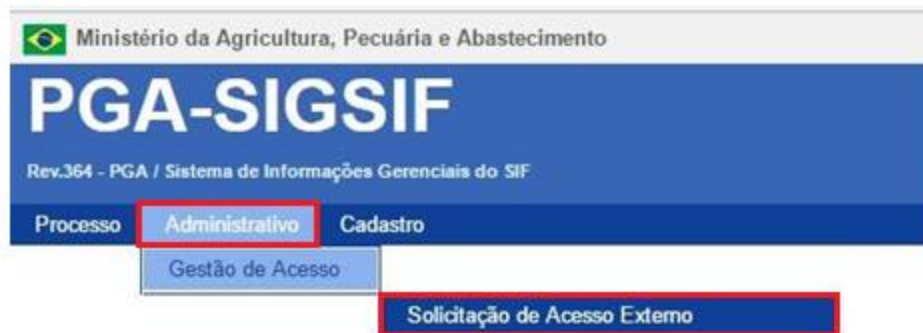 Ministério da Agricultura, Pecuária e Abastecimento
PGA-SIGSIF
Rev.364 - PGA / Sistema de Informações Gerenciais do SIF
Processo Administrativo Cadastro
Gestão de Acesso
Solicitação de Acesso Externo